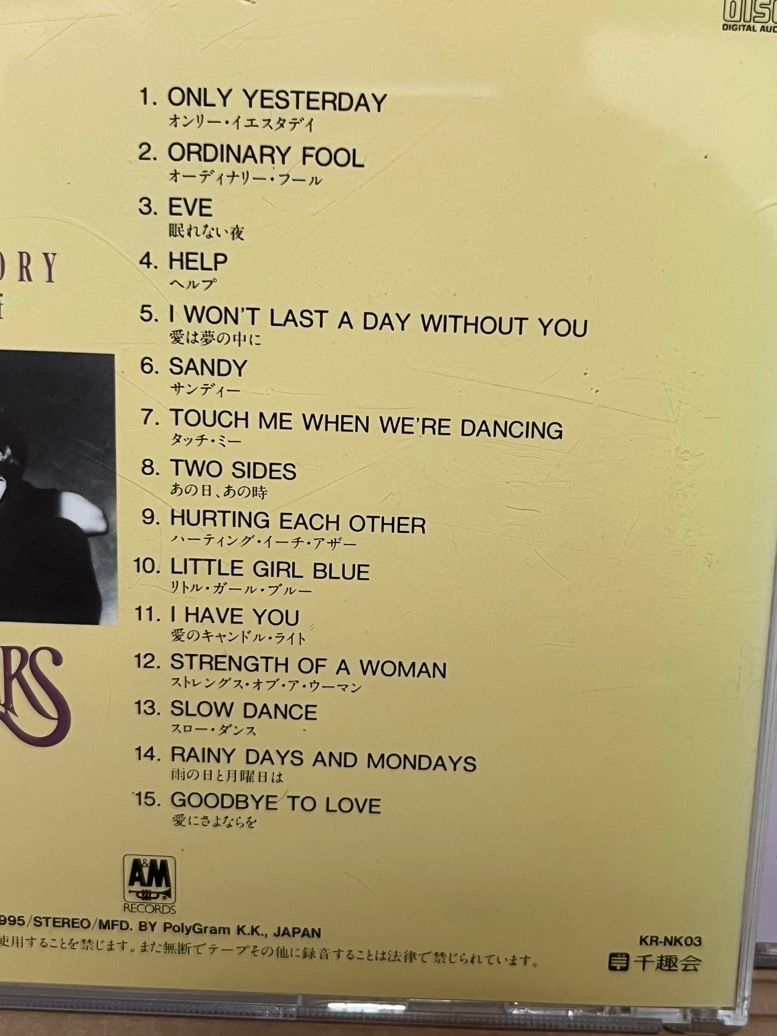 DIGITAL AUD
1. ONLY YESTERDAY
オンリー・イエスタデイ
2. ORDINARY FOOL
オーディナリー・フール
3. EVE
眠れない夜
ORY
4. HELP
ヘルプ
5. I WON'T LAST A DAY WITHOUT YOU
愛は夢の中に
6. SANDY
サンディー
7. TOUCH ME WHEN WE'RE DANCING
タッチ・ミー
8. TWO SIDES
あの日、あの時
9. HURTING EACH OTHER
ハーティング・イーチ・アザー
10. LITTLE GIRL BLUE
リトル・ガール・ブルー
11. I HAVE YOU
愛のキャンドル・ライト
RS
12. STRENGTH OF A WOMAN
ストレングス・オブ・ア・ウーマン
13. SLOW DANCE
スロー・ダンス
14. RAINY DAYS AND MONDAYS
雨の日と月曜日は
15. GOODBYE TO LOVE
愛にさよならを
A&M
RECORDS
995/STEREO/MFD. BY PolyGram K.K., JAPAN
使用することを禁じます。また無断でテープその他に録音することは法律で禁じられています。
KR-NK03
千趣会